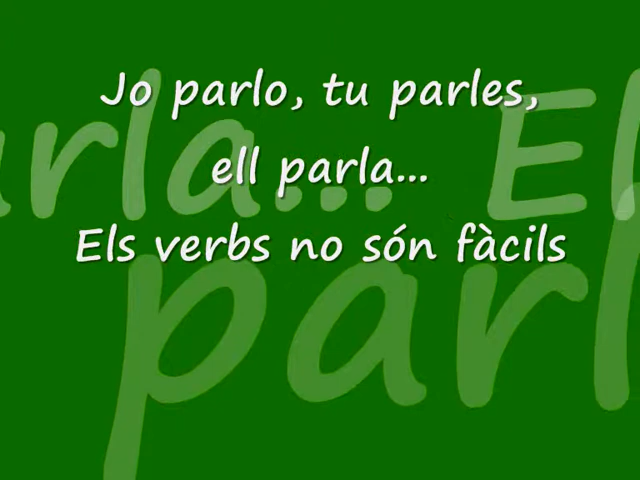 Jo parlo, tu parles,
ell parla...
Els verbs no són fàcils